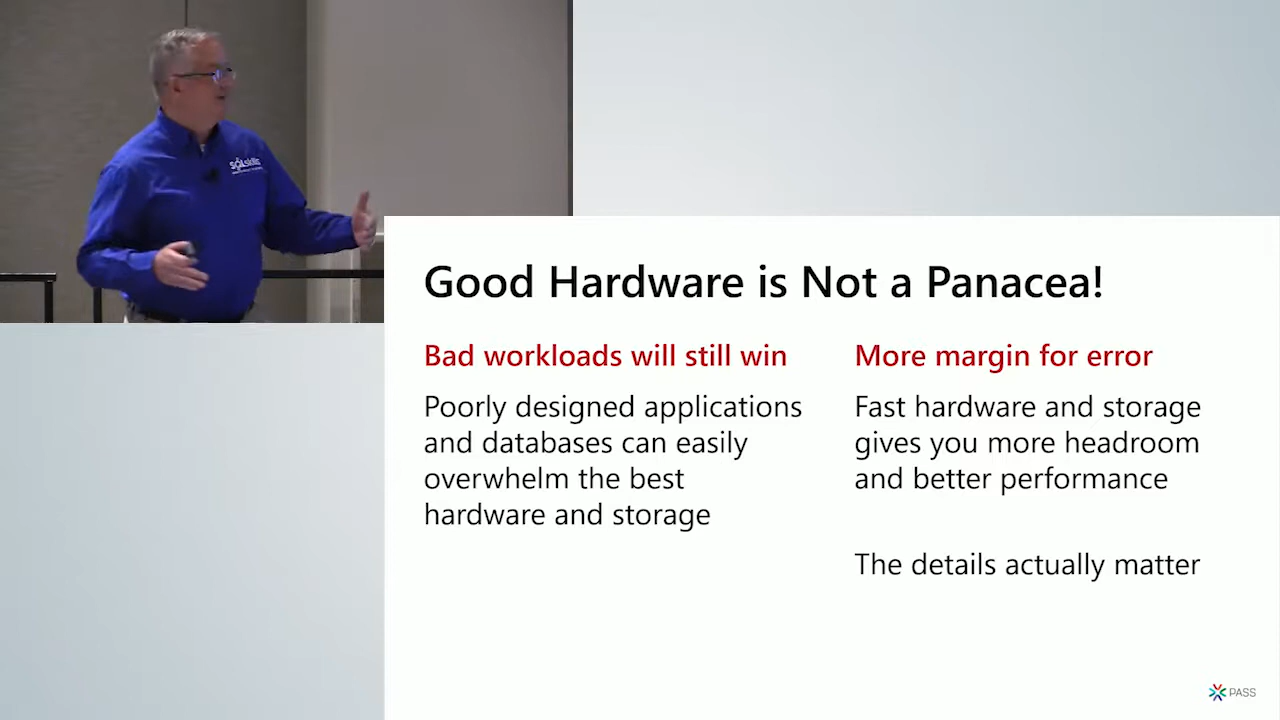 SQLskills
Good Hardware is Not a Panacea!
Bad workloads will still win
Poorly designed applications
and databases can easily
overwhelm the best
hardware and storage
More margin for error
Fast hardware and storage
gives you more headroom
and better performance
The details actually matter
PASS